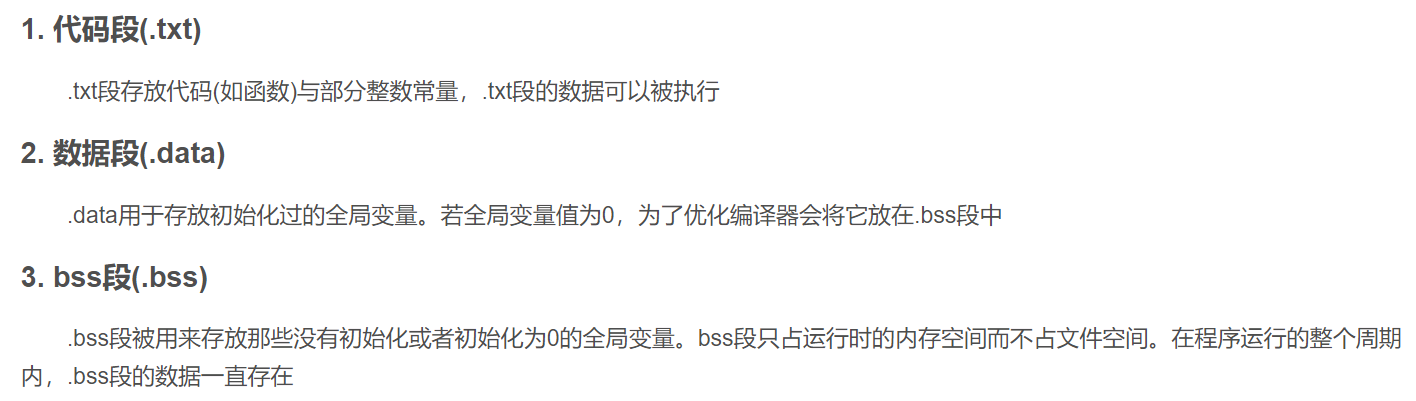 1. 代码段(.txt)
.txt段存放代码(如函数)与部分整数常量，.txt段的数据可以被执行
2. 数据段(.data)
.data用于存放初始化过的全局变量。若全局变量值为0，为了优化编译器会将它放在.bss段中
3. bss段(.bss)
.bss段被用来存放那些没有初始化或者初始化为0的全局变量。bss段只占运行时的内存空间而不占文件空间。在程序运行的整个周期
内，.bss段的数据一直存在